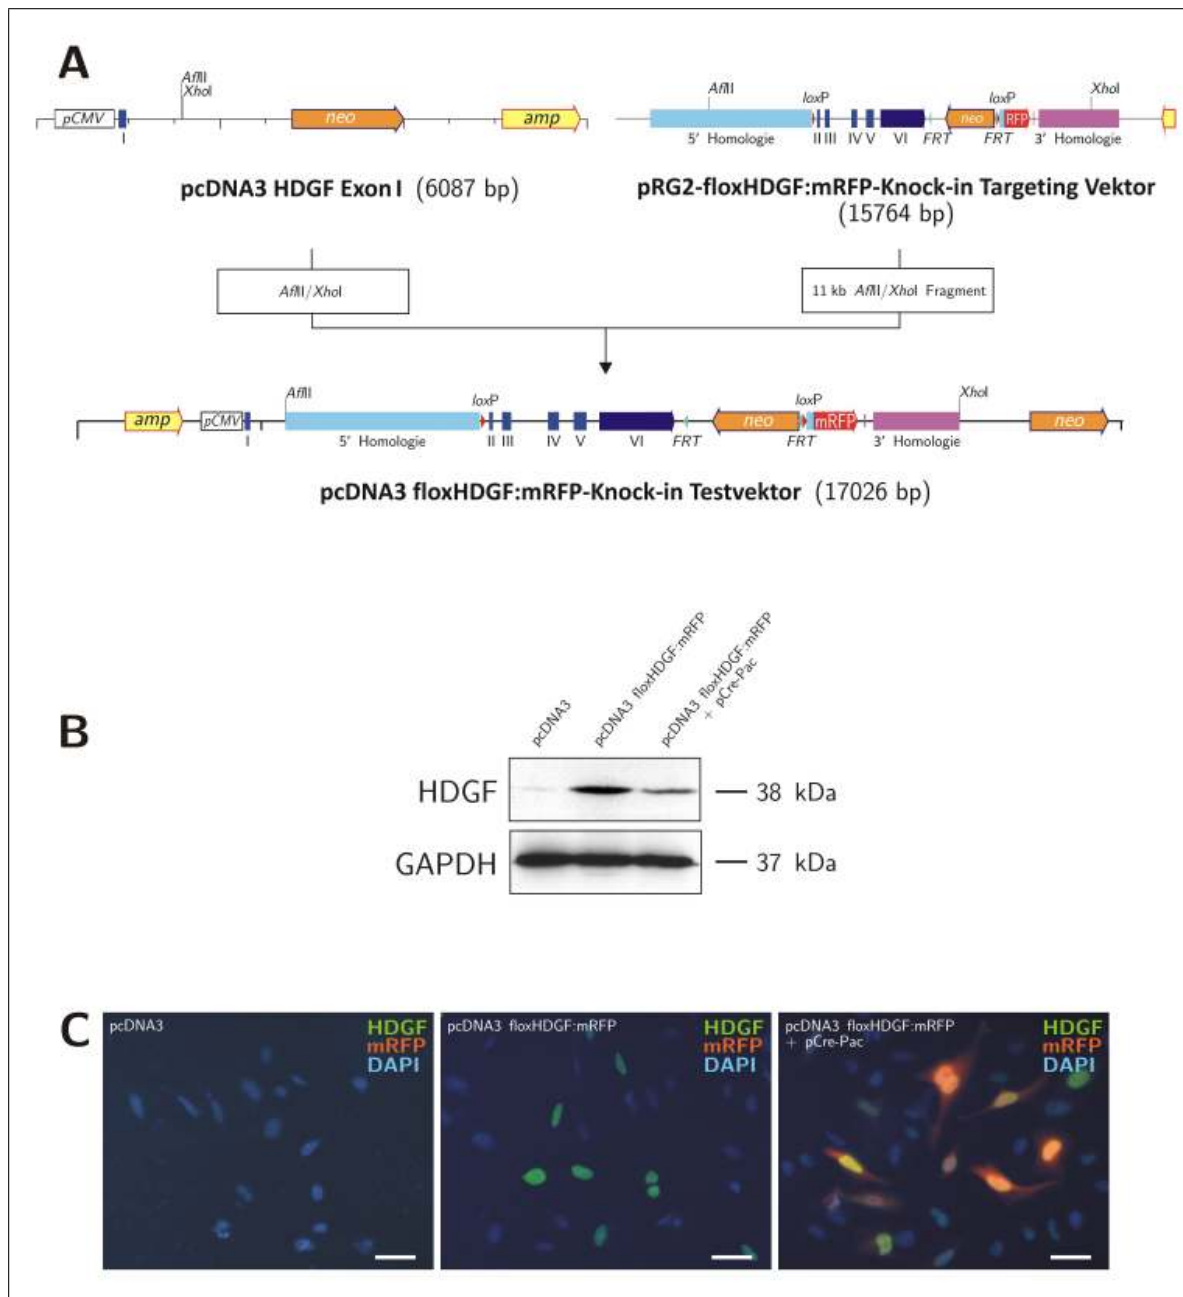 A
AflII
XhoI
pCMV
neo
amp
I
pcDNA3 HDGF Exon I (6087 bp)
AflII
loxP
loxP
XhoI
neo
RFP
5' Homologie
II III IV V VI FRT
FRT
3' Homologie
pRG2-floxHDGF:mRFP-Knock-in Targeting Vektor
(15764 bp)
AflII/XhoI
11 kb AflII/XhoI Fragment
AflII
loxP
loxP
XhoI
amp
pCMV
neo
mRFP
neo
I
5' Homologie
II III IV V VI FRT
FRT
3' Homologie
pcDNA3 floxHDGF:mRFP-Knock-in Testvektor (17026 bp)
B
pcDNA3
pcDNA3 floxHDGF:mRFP
pcDNA3 floxHDGF:mRFP
+ pCre-Pac
HDGF
38 kDa
GAPDH
37 kDa
C
pcDNA3
HDGF
mRFP
DAPI
pcDNA3 floxHDGF:mRFP
HDGF
mRFP
DAPI
pcDNA3 floxHDGF:mRFP
+ pCre-Pac
HDGF
mRFP
DAPI